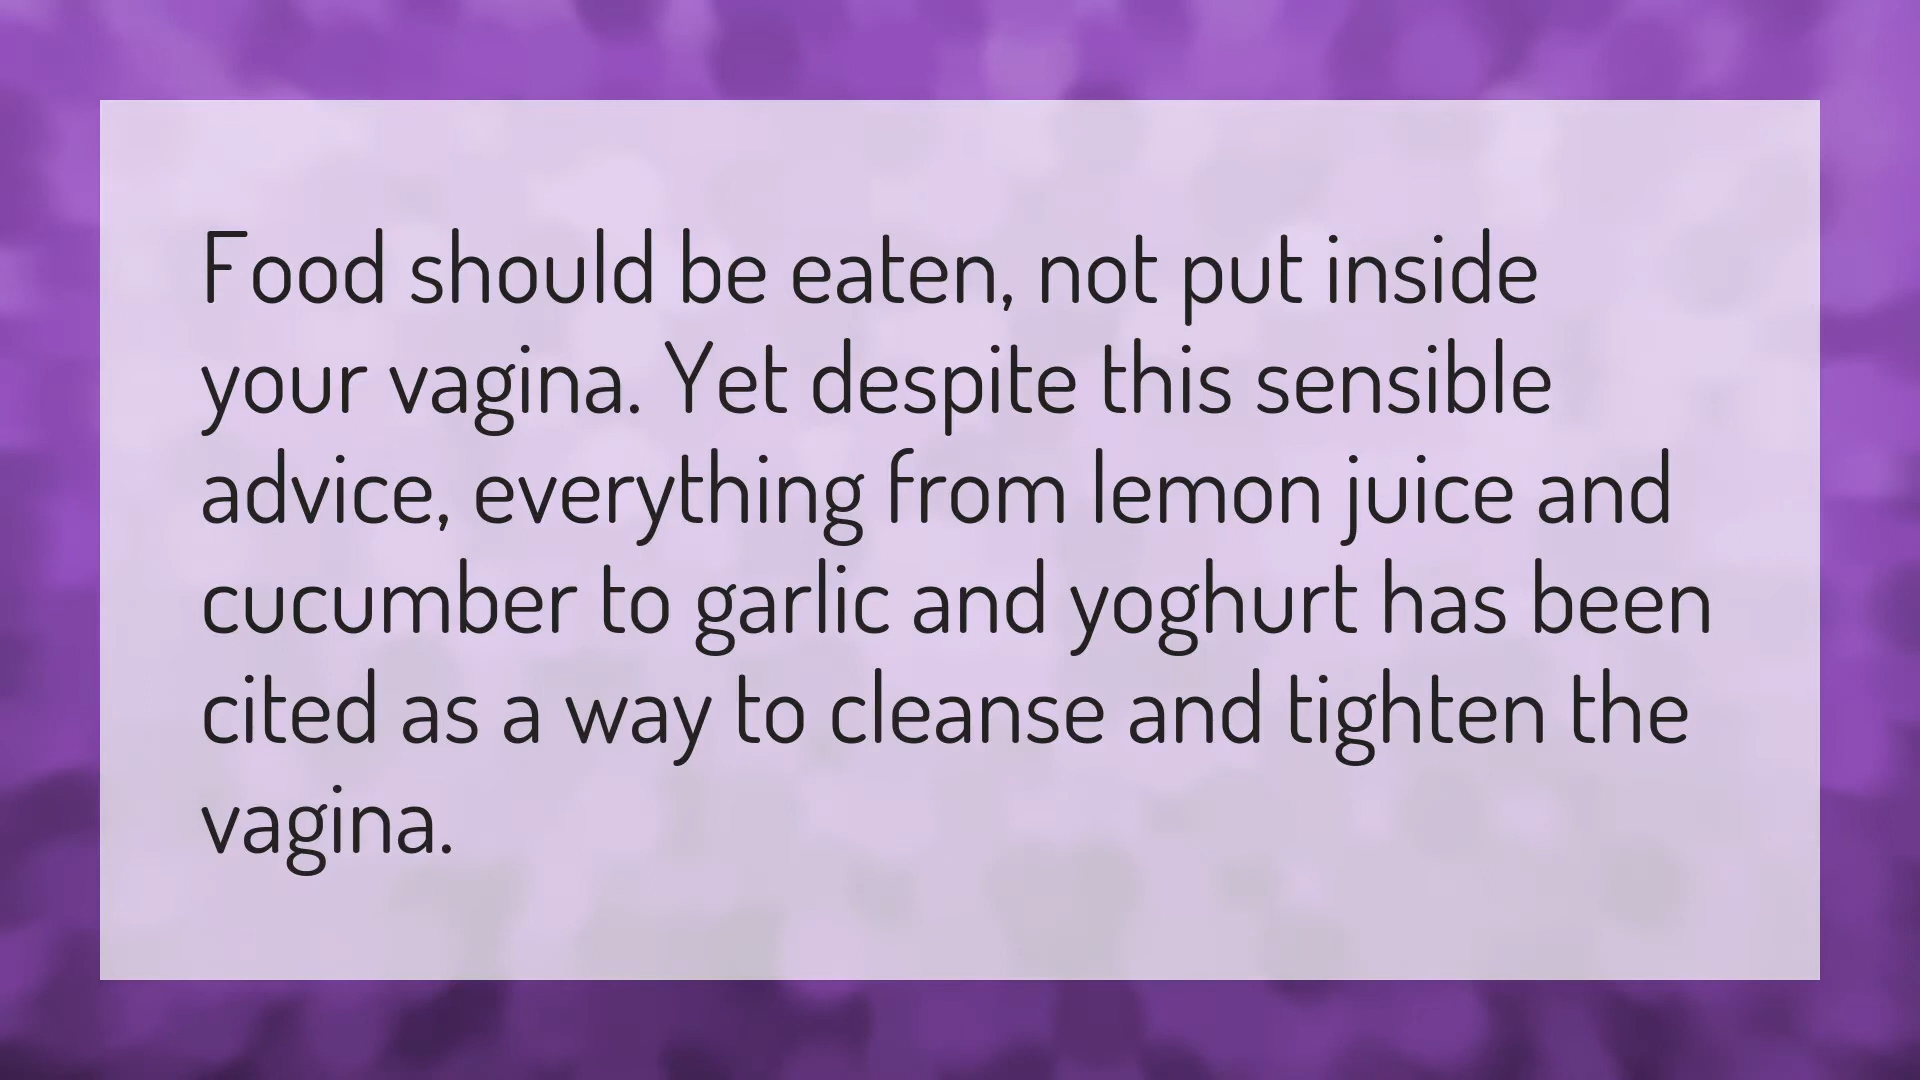 Food should be eaten, not put inside
your vagina. Yet despite this sensible
advice, everything from lemon juice and
cucumber to garlic and yoghurt has been
cited as a way to cleanse and tighten the
vagina.